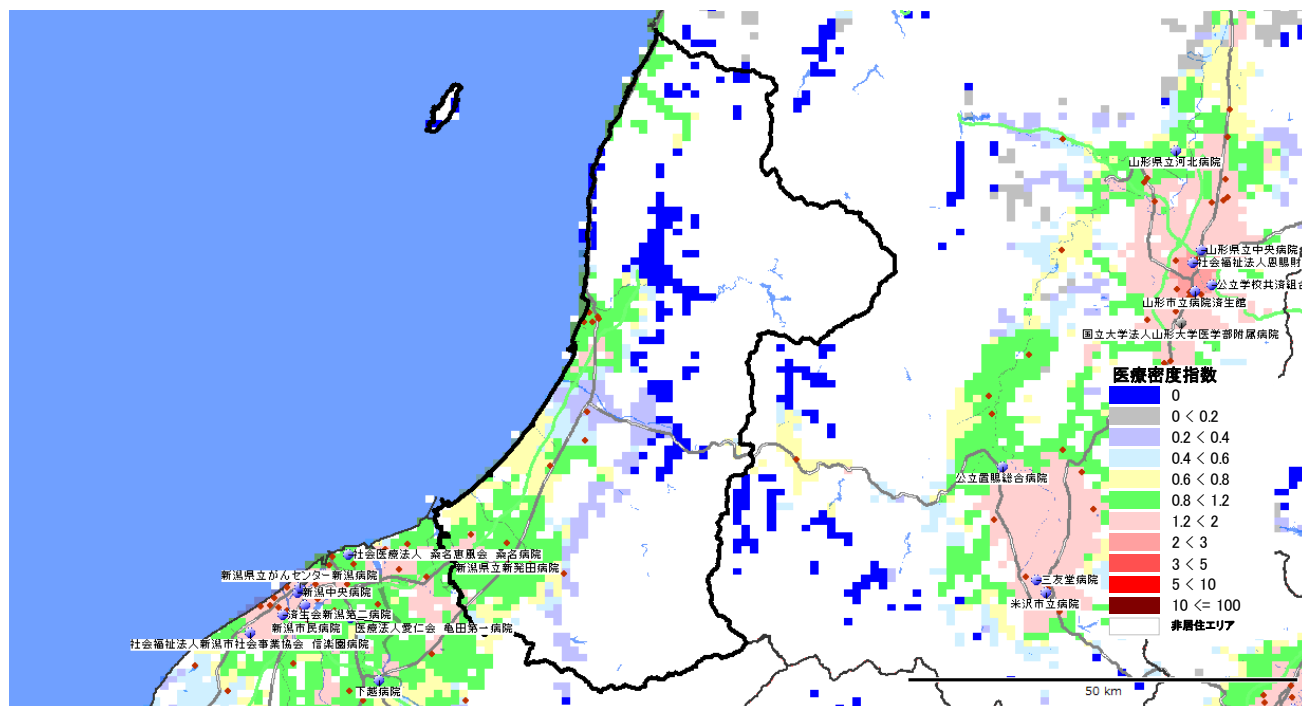 山形県立河北病院
山形県立中央病院
社会福祉法人恩賜財
公立学校共済組合
山形市立病院済生館
国立大学法人山形大学医学部附属病院
医療密度指数
0
0 < 0.2
0.2 < 0.4
0.4 < 0.6
0.6 < 0.8
0.8 < 1.2
1.2 < 2
2 < 3
3 < 5
5 < 10
10 <= 100
非居住エリア
公立置賜総合病院
社会医療法人 桑名恵風会 桑名病院
新潟県立新発田病院
新潟県立がんセンター新潟病院
三友堂病院
新潟中央病院
米沢市立病院
済生会新潟第二病院
新潟市民病院
医療法人愛仁会 亀田第一病院
社会福祉法人新潟市社会事業協会 信楽園病院
下越病院
50 km